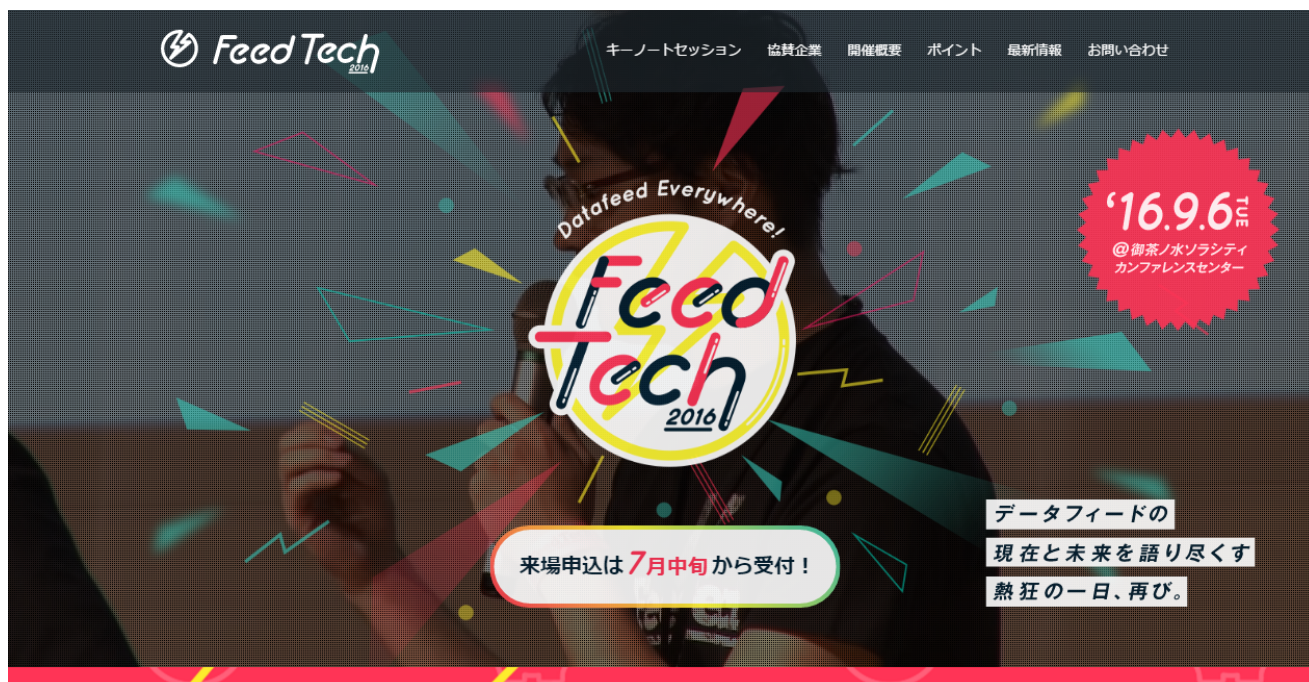 Feed Tech
2016
キーノートセッション 協賛企業 開催概要 ポイント 最新情報 お問い合わせ
Datafeed Everywhere!
Feed
Tech
2016
‘16.9.6 TUE
@御茶ノ水ソラシティ
カンファレンスセンター
データフィードの
現在と未来を語り尽くす
熱狂の一日、再び。
来場申込は7月中旬から受付！